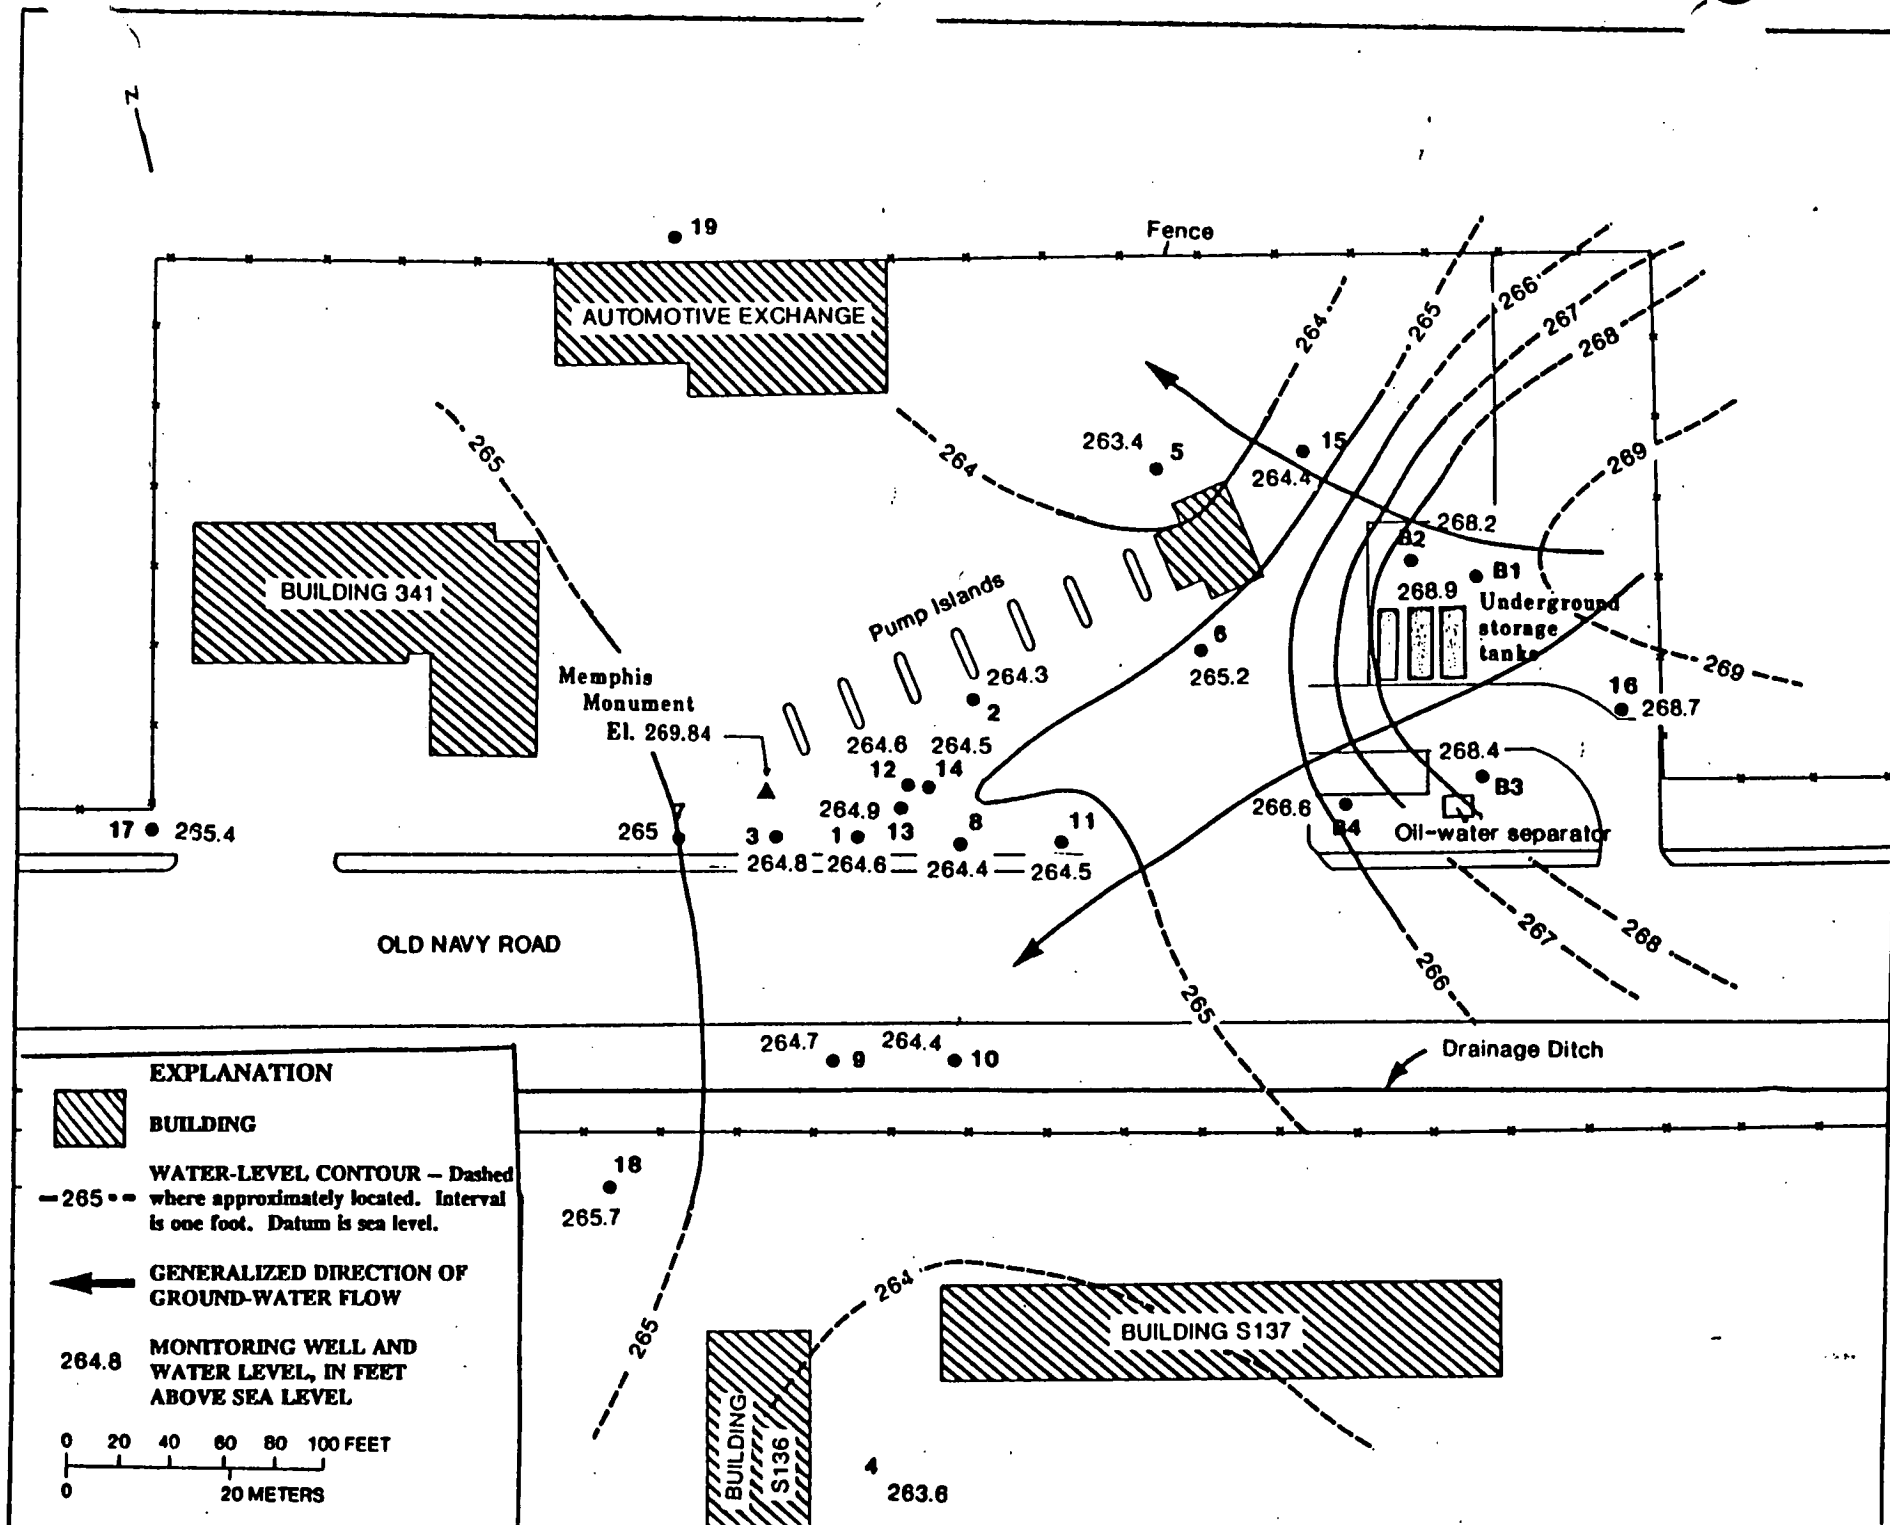 N
19
Fence
AUTOMOTIVE EXCHANGE
264
265
266
267
268
265
264
263.4
5
15
264.4
269
268.2
B2
B1
268.9
BUILDING 341
Pump Islands
Underground
storage
tanks
6
265.2
269
16
268.7
Memphis
Monument
El. 269.84
264.3
2
264.6
264.5
12
14
268.4
B3
264.9
13
266.6
B4
Oil-water separator
17
265.4
7
265
3
1
8
11
264.8
264.6
264.4
264.5
OLD NAVY ROAD
267
268
266
265
264.7
9
264.4
10
Drainage Ditch
EXPLANATION
BUILDING
WATER-LEVEL CONTOUR – Dashed
265
where approximately located. Interval
is one foot. Datum is sea level.
GENERALIZED DIRECTION OF
GROUND-WATER FLOW
264.8
MONITORING WELL AND
WATER LEVEL, IN FEET
ABOVE SEA LEVEL
0 20 40 60 80 100 FEET
0 20 METERS
18
265.7
265
264
BUILDING S137
BUILDING
S136
4
263.6